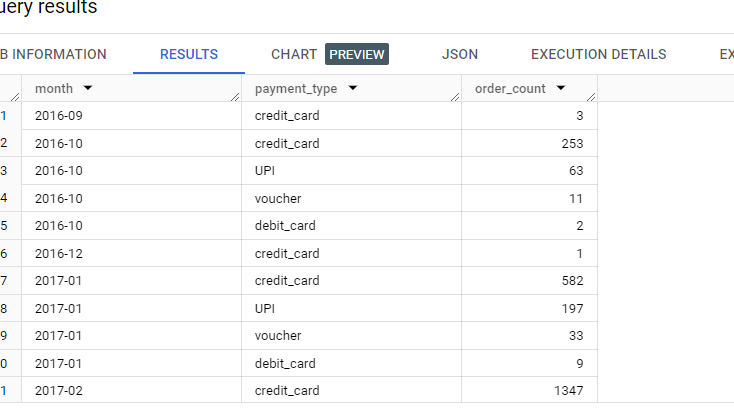 uery results
B INFORMATION RESULTS CHART PREVIEW JSON EXECUTION DETAILS EX
month payment_type order_count
1 2016-09 credit_card 3
2 2016-10 credit_card 253
3 2016-10 UPI 63
4 2016-10 voucher 11
5 2016-10 debit_card 2
6 2016-12 credit_card 1
7 2017-01 credit_card 582
8 2017-01 UPI 197
9 2017-01 voucher 33
0 2017-01 debit_card 9
1 2017-02 credit_card 1347